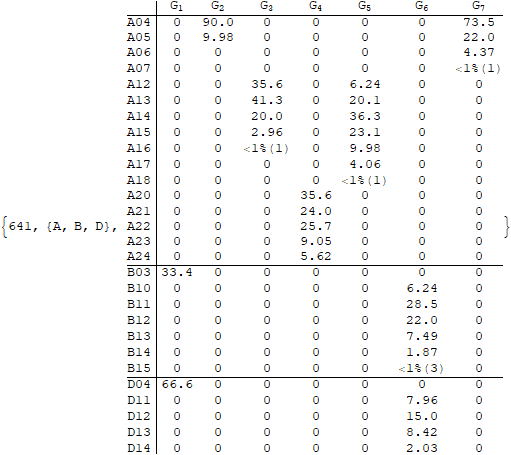 G₁ G₂ G₃ G₄ G₅ G₆ G₇
A04 0 90.0 0 0 0 0 73.5
A05 0 9.98 0 0 0 0 22.0
A06 0 0 0 0 0 0 4.37
A07 0 0 0 0 0 0 <1%(1)
A12 0 0 35.6 0 6.24 0 0
A13 0 0 41.3 0 20.1 0 0
A14 0 0 20.0 0 36.3 0 0
A15 0 0 2.96 0 23.1 0 0
A16 0 0 <1%(1) 0 9.98 0 0
A17 0 0 0 0 4.06 0 0
A18 0 0 0 0 <1%(1) 0 0
A20 0 0 0 35.6 0 0 0
A21 0 0 0 24.0 0 0 0
{641, {A, B, D}, A22 0 0 0 25.7 0 0 0 }
A23 0 0 0 9.05 0 0 0
A24 0 0 0 5.62 0 0 0
B03 33.4 0 0 0 0 0 0
B10 0 0 0 0 0 6.24 0
B11 0 0 0 0 0 28.5 0
B12 0 0 0 0 0 22.0 0
B13 0 0 0 0 0 7.49 0
B14 0 0 0 0 0 1.87 0
B15 0 0 0 0 0 <1%(3) 0
D04 66.6 0 0 0 0 0 0
D11 0 0 0 0 0 7.96 0
D12 0 0 0 0 0 15.0 0
D13 0 0 0 0 0 8.42 0
D14 0 0 0 0 0 2.03 0